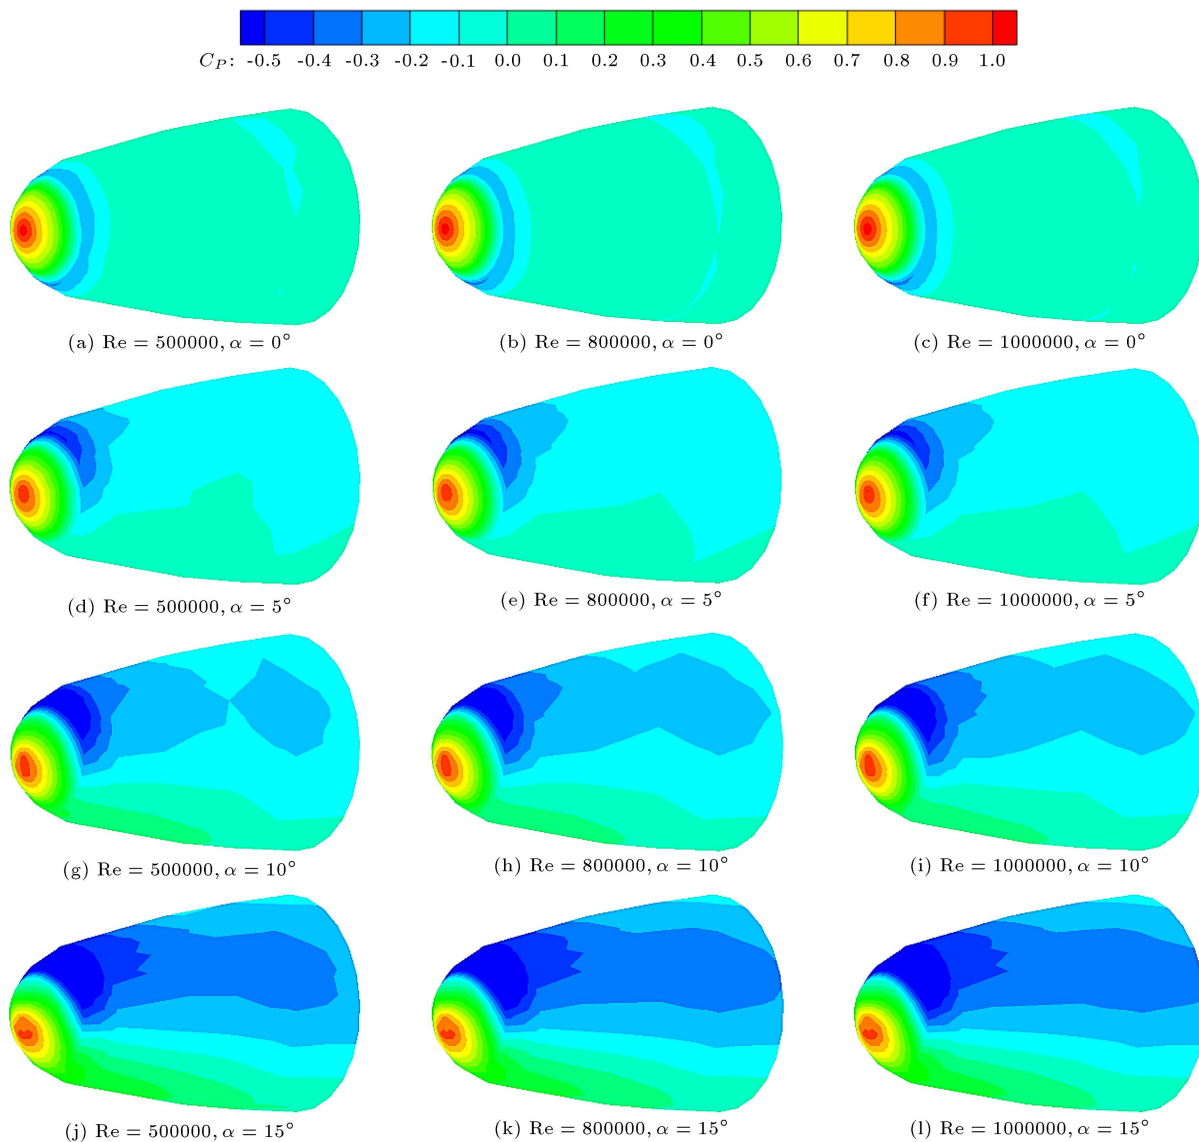 C_P: -0.5 -0.4 -0.3 -0.2 -0.1 0.0 0.1 0.2 0.3 0.4 0.5 0.6 0.7 0.8 0.9 1.0
(a) Re = 500000, α = 0°
(b) Re = 800000, α = 0°
(c) Re = 1000000, α = 0°
(d) Re = 500000, α = 5°
(e) Re = 800000, α = 5°
(f) Re = 1000000, α = 5°
(g) Re = 500000, α = 10°
(h) Re = 800000, α = 10°
(i) Re = 1000000, α = 10°
(j) Re = 500000, α = 15°
(k) Re = 800000, α = 15°
(l) Re = 1000000, α = 15°